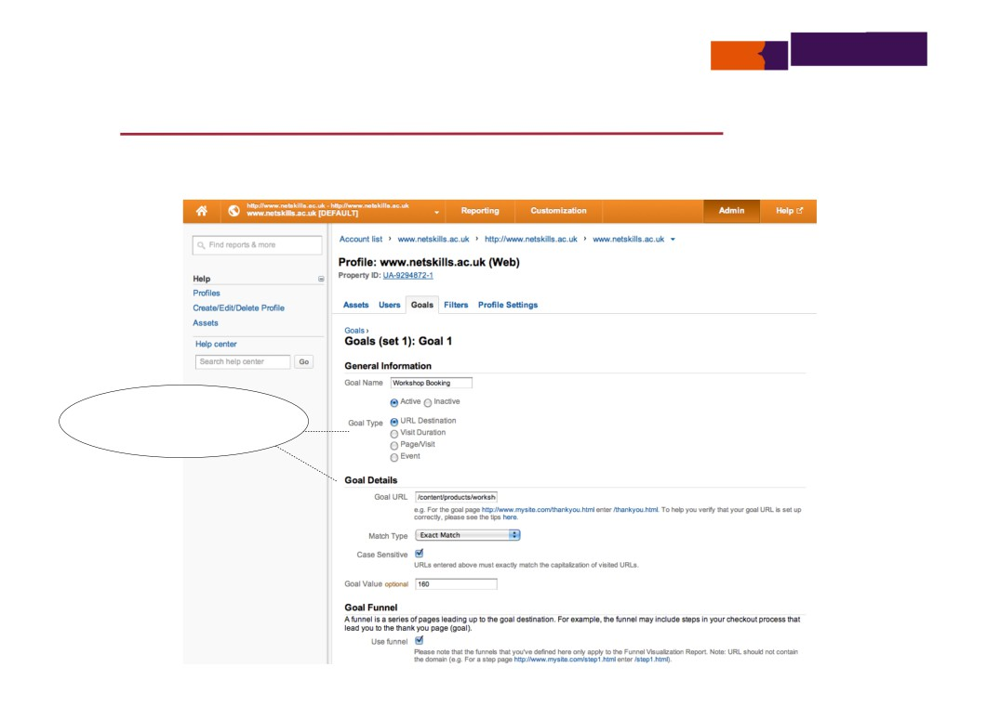 http://www.netskills.ac.uk - http://www.netskills.ac.uk
www.netskills.ac.uk [DEFAULT]
Reporting
Customization
Admin
Help
Find reports & more
Help
Profiles
Create/Edit/Delete Profile
Assets
Help center
Search help center
Go
Account list › www.netskills.ac.uk › http://www.netskills.ac.uk › www.netskills.ac.uk
Profile: www.netskills.ac.uk (Web)
Property ID: UA-9294872-1
Assets Users Goals Filters Profile Settings
Goals ›
Goals (set 1): Goal 1
General Information
Goal Name Workshop Booking
Active Inactive
Goal Type URL Destination
Visit Duration
Page/Visit
Event
Goal Details
Goal URL /content/products/worksh
e.g. For the goal page http://www.mysite.com/thankyou.html enter /thankyou.html. To help you verify that your goal URL is set up
correctly, please see the tips here.
Match Type Exact Match
Case Sensitive
URLs entered above must exactly match the capitalization of visited URLs.
Goal Value optional 160
Goal Funnel
A funnel is a series of pages leading up to the goal destination. For example, the funnel may include steps in your checkout process that
lead you to the thank you page (goal).
Use funnel
Please note that the funnels that you've defined here only apply to the Funnel Visualization Report. Note: URL should not contain
the domain (e.g. For a step page http://www.mysite.com/step1.html enter /step1.html).